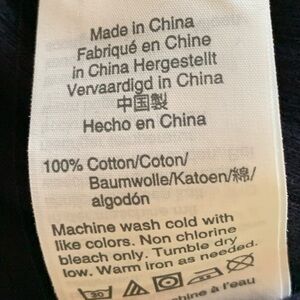 Made in China
Fabriqué en Chine
in China Hergestellt
Vervaardigd in China
中国製
Hecho en China
100% Cotton/Coton/
Baumwolle/Katoen/綿/
algodón
Machine wash cold with
like colors. Non chlorine
bleach only. Tumble dry
low. Warm iron as needed.
à l'eau